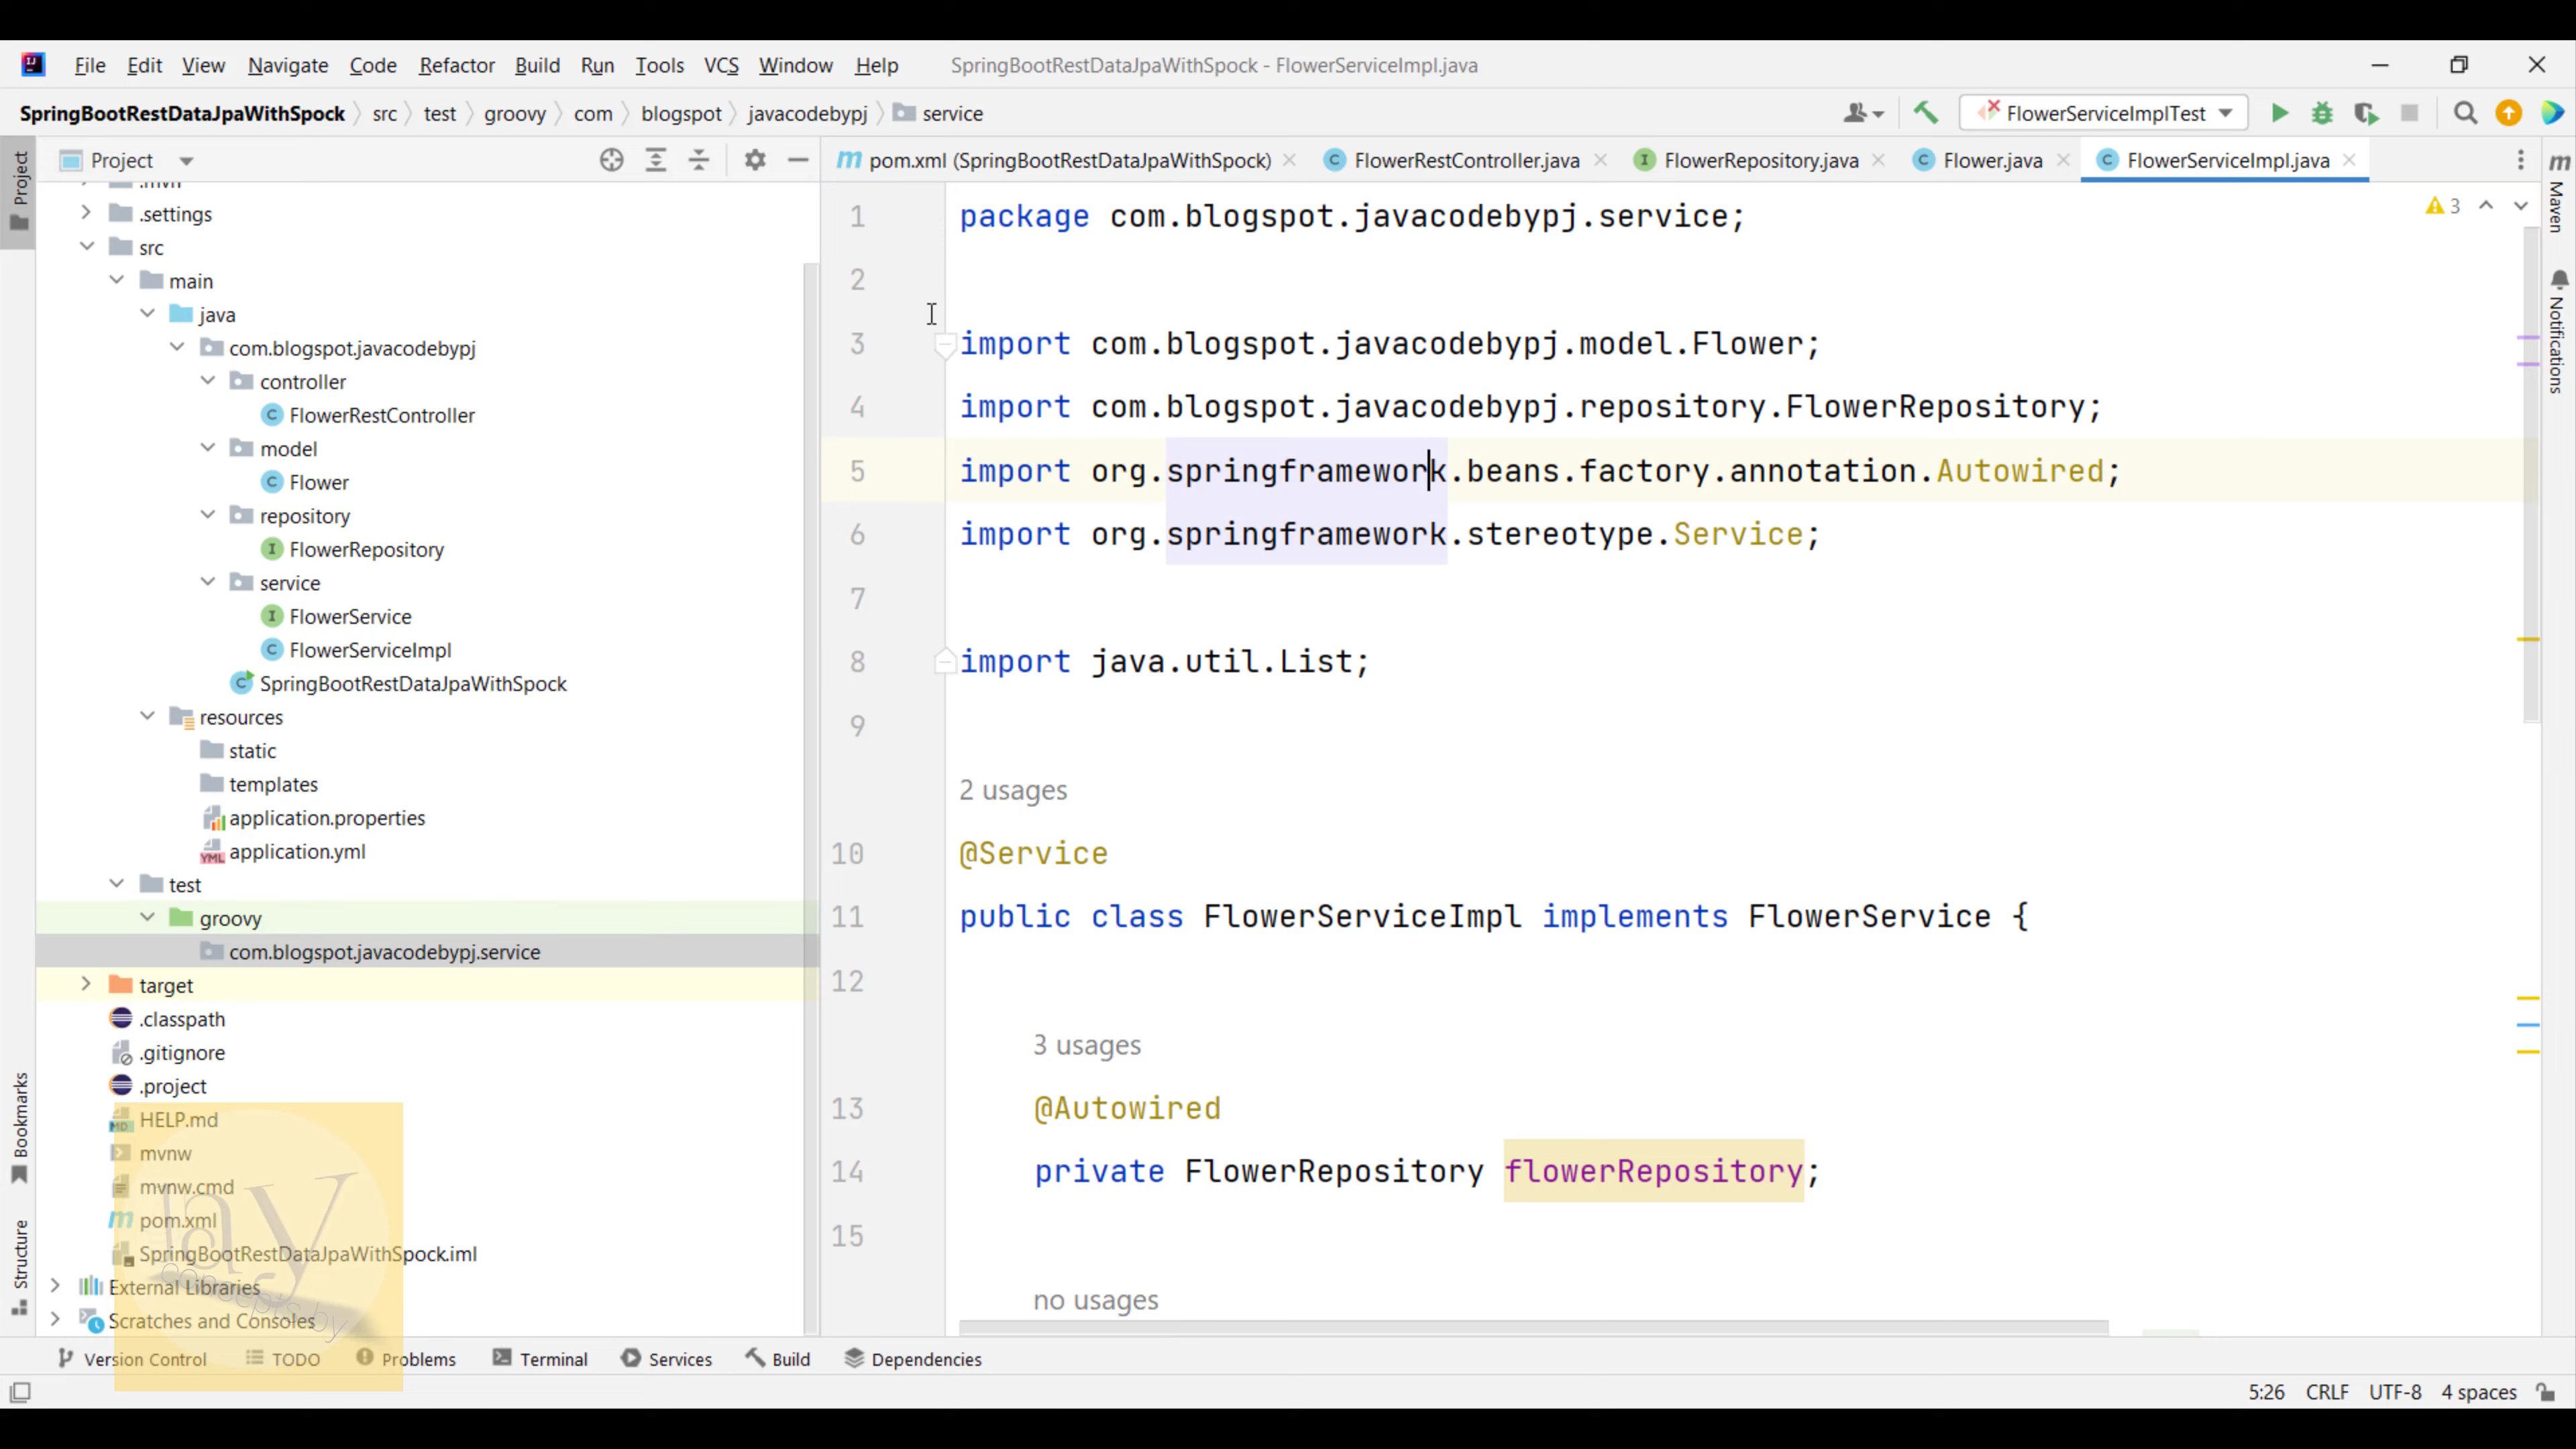 File Edit View Navigate Code Refactor Build Run Tools VCS Window Help SpringBootRestDataJpaWithSpock - FlowerServiceImpl.java
SpringBootRestDataJpaWithSpock src test groovy com blogspot javacodebypj service FlowerServiceImplTest
Project
pom.xml (SpringBootRestDataJpaWithSpock) FlowerRestController.java FlowerRepository.java Flower.java FlowerServiceImpl.java
Project
Bookmarks
Structure
.mvn
.settings
src
main
java
com.blogspot.javacodebypj
controller
FlowerRestController
model
Flower
repository
FlowerRepository
service
FlowerService
FlowerServiceImpl
SpringBootRestDataJpaWithSpock
resources
static
templates
application.properties
application.yml
test
groovy
com.blogspot.javacodebypj.service
target
.classpath
.gitignore
.project
HELP.md
mvnw
mvnw.cmd
pom.xml
SpringBootRestDataJpaWithSpock.iml
External Libraries
Scratches and Consoles
concepts by
1 package com.blogspot.javacodebypj.service;
2
3 import com.blogspot.javacodebypj.model.Flower;
4 import com.blogspot.javacodebypj.repository.FlowerRepository;
5 import org.springframework.beans.factory.annotation.Autowired;
6 import org.springframework.stereotype.Service;
7
8 import java.util.List;
9
2 usages
10 @Service
11 public class FlowerServiceImpl implements FlowerService {
12
3 usages
13 @Autowired
14 private FlowerRepository flowerRepository;
15
no usages
3
Maven
Notifications
Version Control TODO Problems Terminal Services Build Dependencies
5:26 CRLF UTF-8 4 spaces